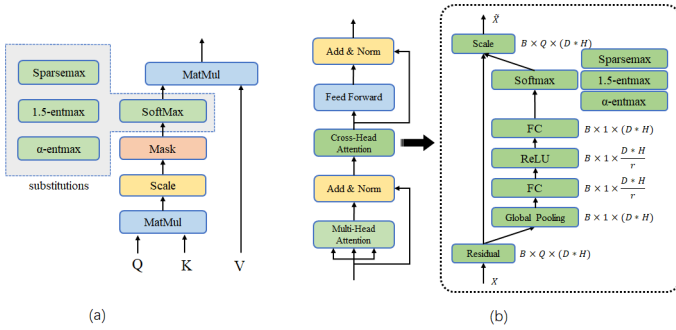 Sparsemax
1.5-entmax
α-entmax
substitutions
MatMul
SoftMax
Mask
Scale
MatMul
Q
K
V
(a)
Add & Norm
Feed Forward
Cross-Head
Attention
Add & Norm
Multi-Head
Attention
X̃
Scale
B × Q × (D * H)
Softmax
Sparsemax
1.5-entmax
α-entmax
FC
B × 1 × (D * H)
ReLU
B × 1 × D * H / r
FC
B × 1 × D * H / r
Global Pooling
B × 1 × (D * H)
Residual
B × Q × (D * H)
X
(b)